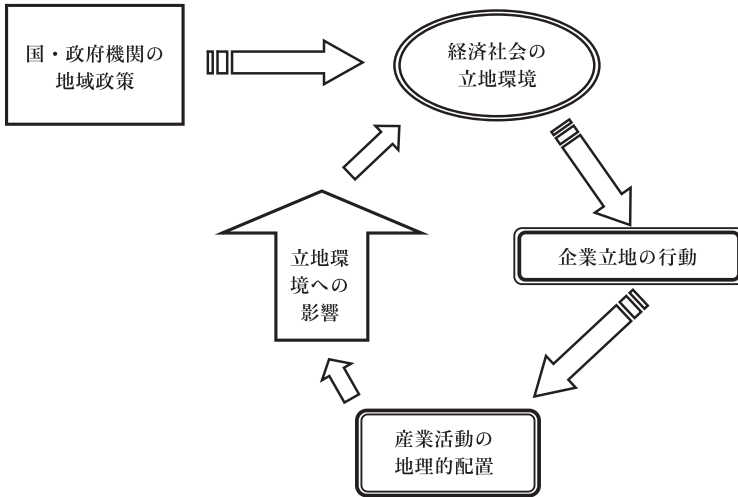 国・政府機関の
地域政策
経済社会の
立地環境
企業立地の行動
産業活動の
地理的配置
立地環
境への
影響